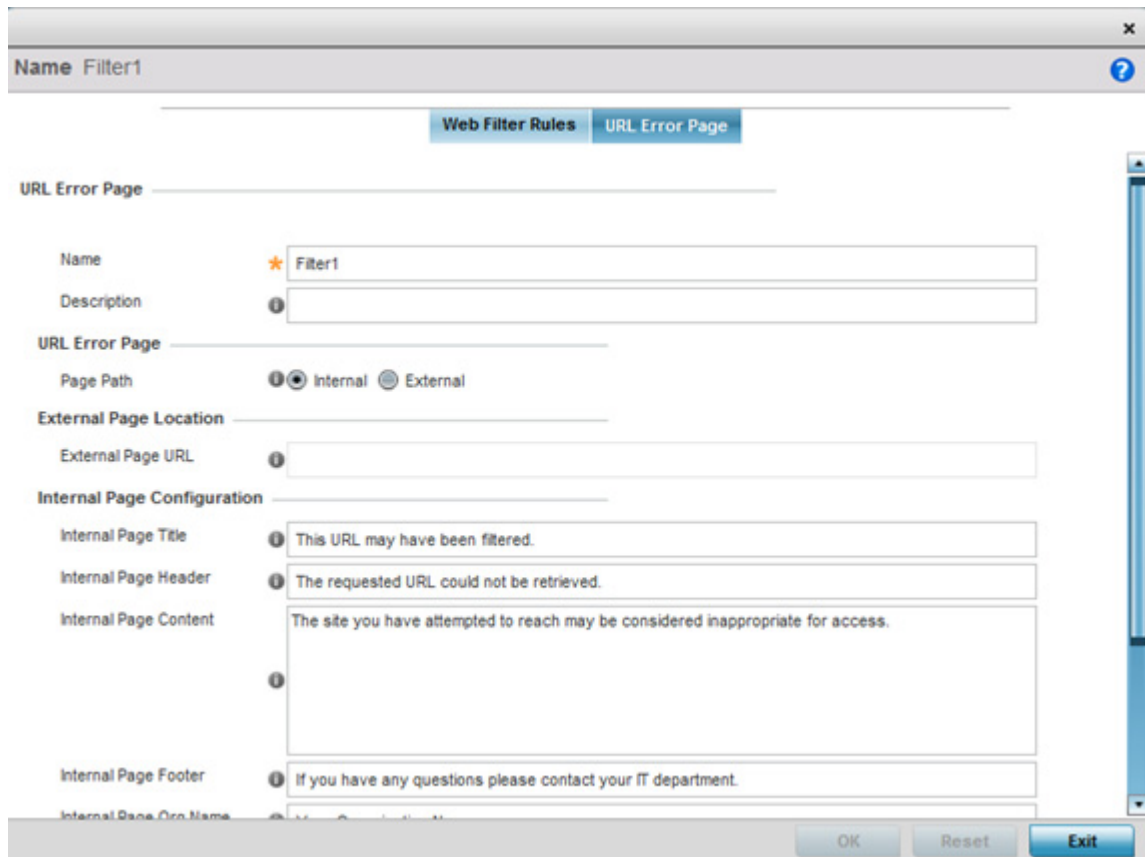 Name Filter1
Web Filter Rules URL Error Page
URL Error Page
Name * Filter1
Description
URL Error Page
Page Path Internal External
External Page Location
External Page URL
Internal Page Configuration
Internal Page Title This URL may have been filtered.
Internal Page Header The requested URL could not be retrieved.
Internal Page Content The site you have attempted to reach may be considered inappropriate for access.
Internal Page Footer If you have any questions please contact your IT department.
Internal Page Org Name
OK Reset Exit